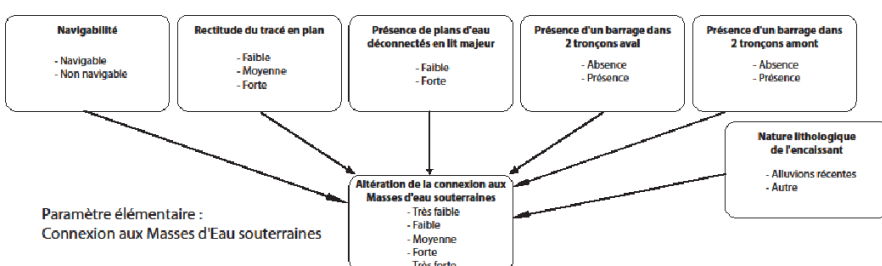 Navigabilité
- Navigable
- Non navigable
Rectitude du tracé en plan
- Faible
- Moyenne
- Forte
Présence de plans d'eau
déconnectés en lit majeur
- Faible
- Forte
Présence d'un barrage dans
2 tronçons aval
- Absence
- Présence
Présence d'un barrage dans
2 tronçons amont
- Absence
- Présence
Nature lithologique
de l'encaissant
- Alluvions récentes
- Autre
Altération de la connexion aux
Masses d'eau souterraines
- Très faible
- Faible
- Moyenne
- Forte
- Très forte
Paramètre élémentaire :
Connexion aux Masses d'Eau souterraines